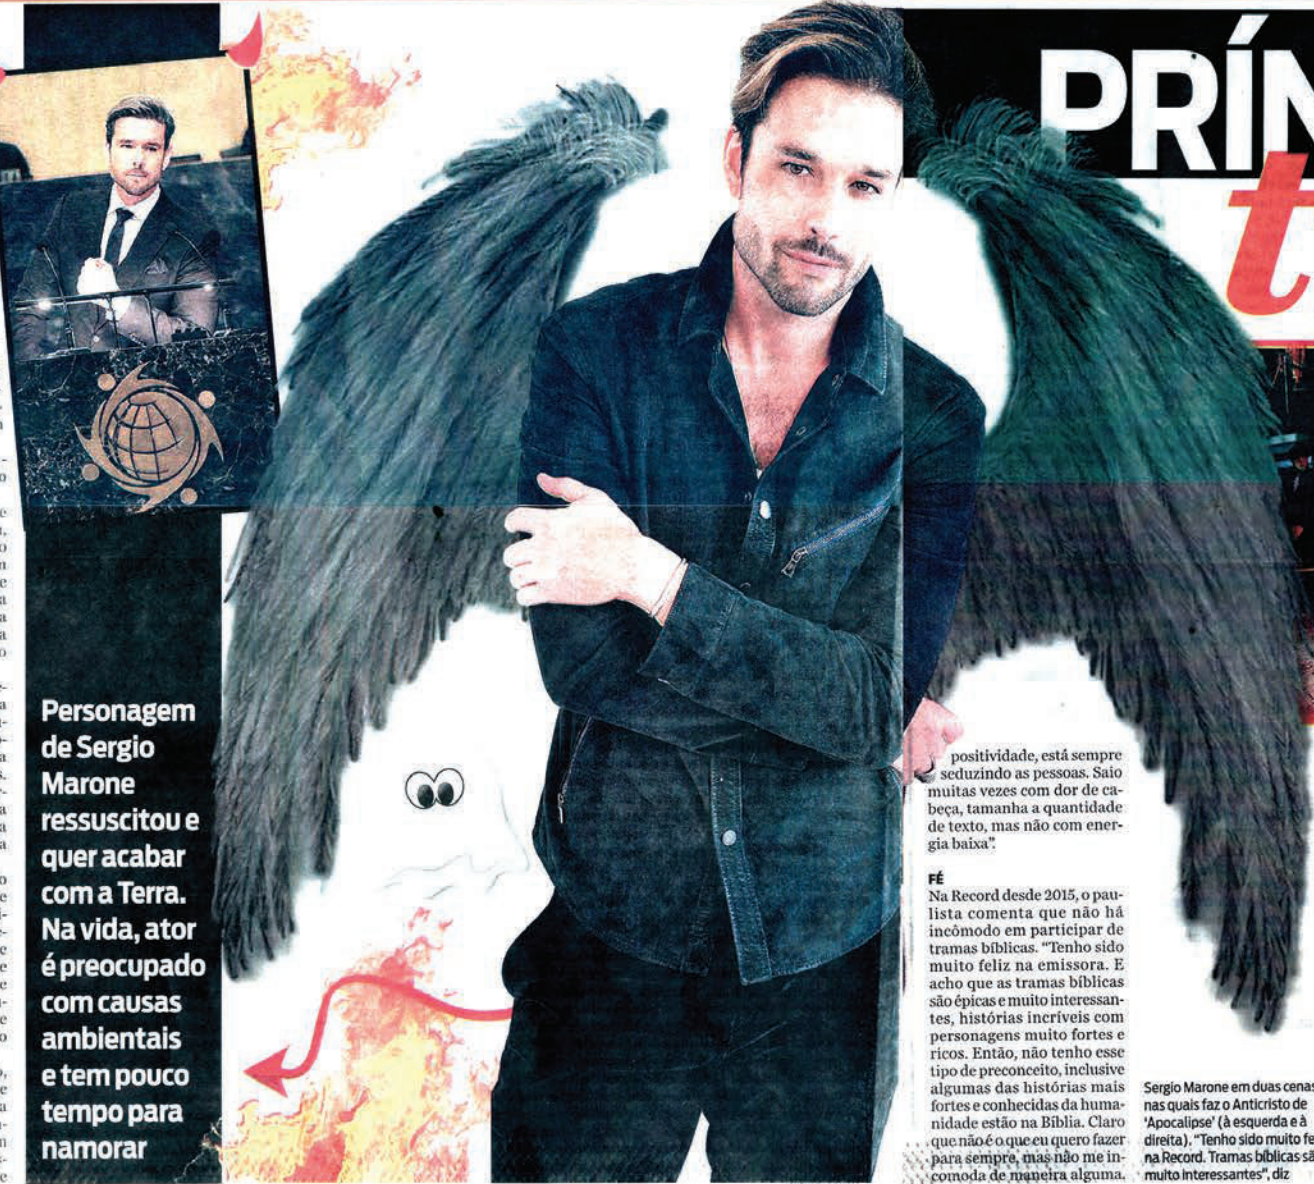 PRÍN
t
Personagem
de Sergio
Marone
ressuscitou e
quer acabar
com a Terra.
Na vida, ator
é preocupado
com causas
ambientais
e tem pouco
tempo para
namorar
positividade, está sempre
seduzindo as pessoas. Saio
muitas vezes com dor de ca-
beça, tamanha a quantidade
de texto, mas não com ener-
gia baixa”.
FÉ
Na Record desde 2015, o pau-
lista comenta que não há
incômodo em participar de
tramas bíblicas. “Tenho sido
muito feliz na emissora. E
acho que as tramas bíblicas
são épicas e muito interessan-
tes, histórias incríveis com
personagens muito fortes e
ricos. Então, não tenho esse
tipo de preconceito, inclusive
algumas das histórias mais
fortes e conhecidas da huma-
nidade estão na Bíblia. Claro
que não é o que eu quero fazer
para sempre, mas não me in-
comoda de maneira alguma.
Sergio Marone em duas cenas
nas quais faz o Anticristo de
'Apocalipse' (à esquerda e à
direita). "Tenho sido muito fe
na Record. Tramas bíblicas sã
muito interessantes", diz